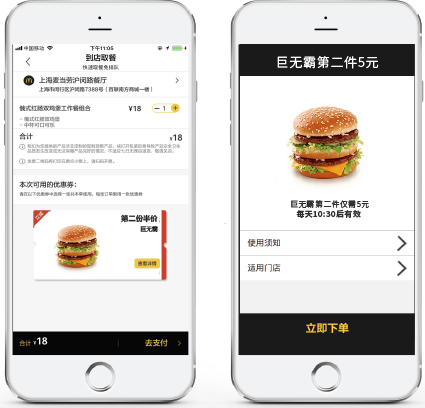 中国移动
下午11:05
到店取餐
快速取餐免排队
上海麦当劳沪闵路餐厅
上海市闵行区沪闵路7388号（百联南方商城一楼）
俄式红肠双鸡堡工作餐组合 ¥18 1
- 俄式红肠双鸡堡
- 中杯可口可乐
合计 ¥18
本次可用的优惠券：
第二份半价
巨无霸
查看详情
合计 ¥18
去支付
巨无霸第二件5元
巨无霸第二件仅需5元
每天10:30后有效
使用须知
适用门店
立即下单